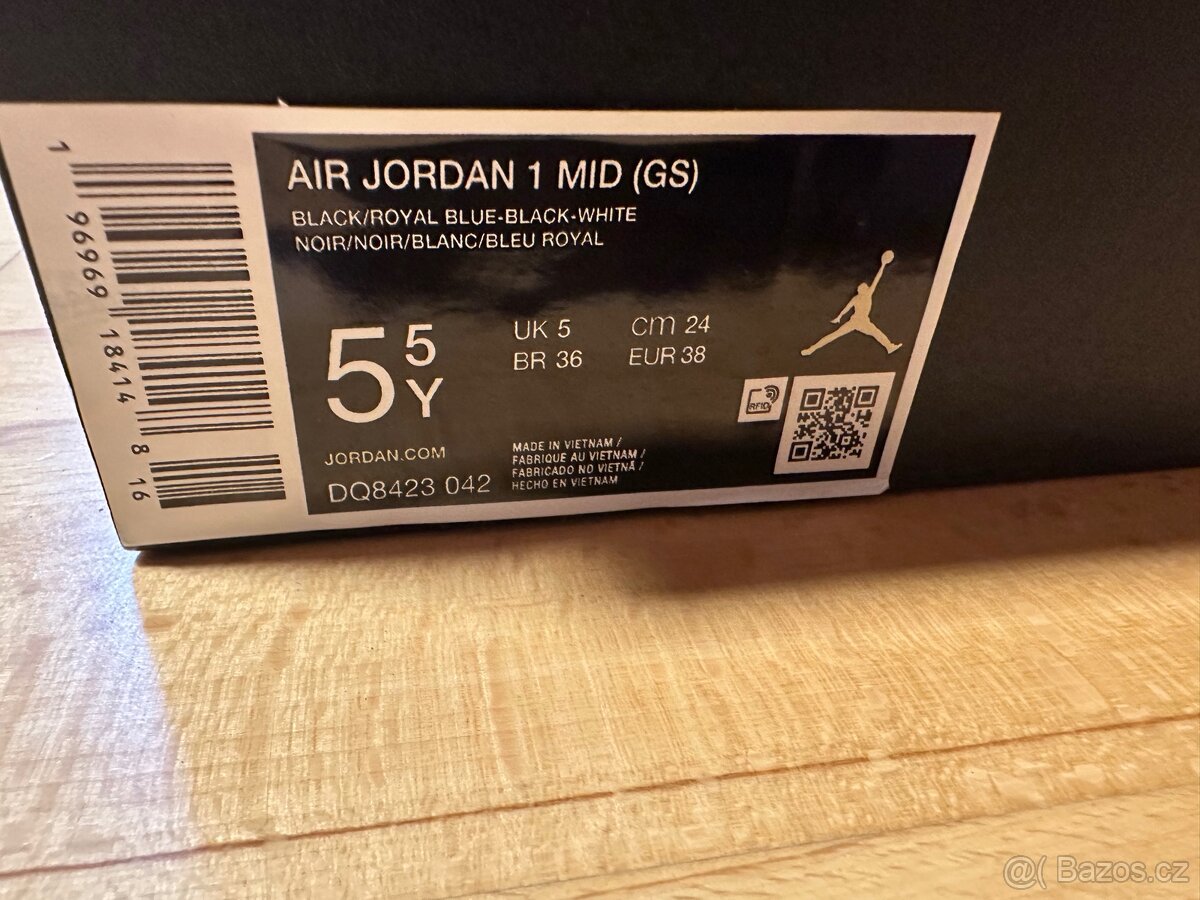 AIR JORDAN 1 MID (GS)
BLACK/ROYAL BLUE-BLACK-WHITE
NOIR/NOIR/BLANC/BLEU ROYAL
5 5 Y
UK 5
cm 24
BR 36
EUR 38
RFID
JORDAN.COM
DQ8423 042
MADE IN VIETNAM /
FABRIQUE AU VIETNAM /
FABRICADO NO VIETNÃ /
HECHO EN VIETNAM
1 96969 18414 8 16
@( Bazos.cz